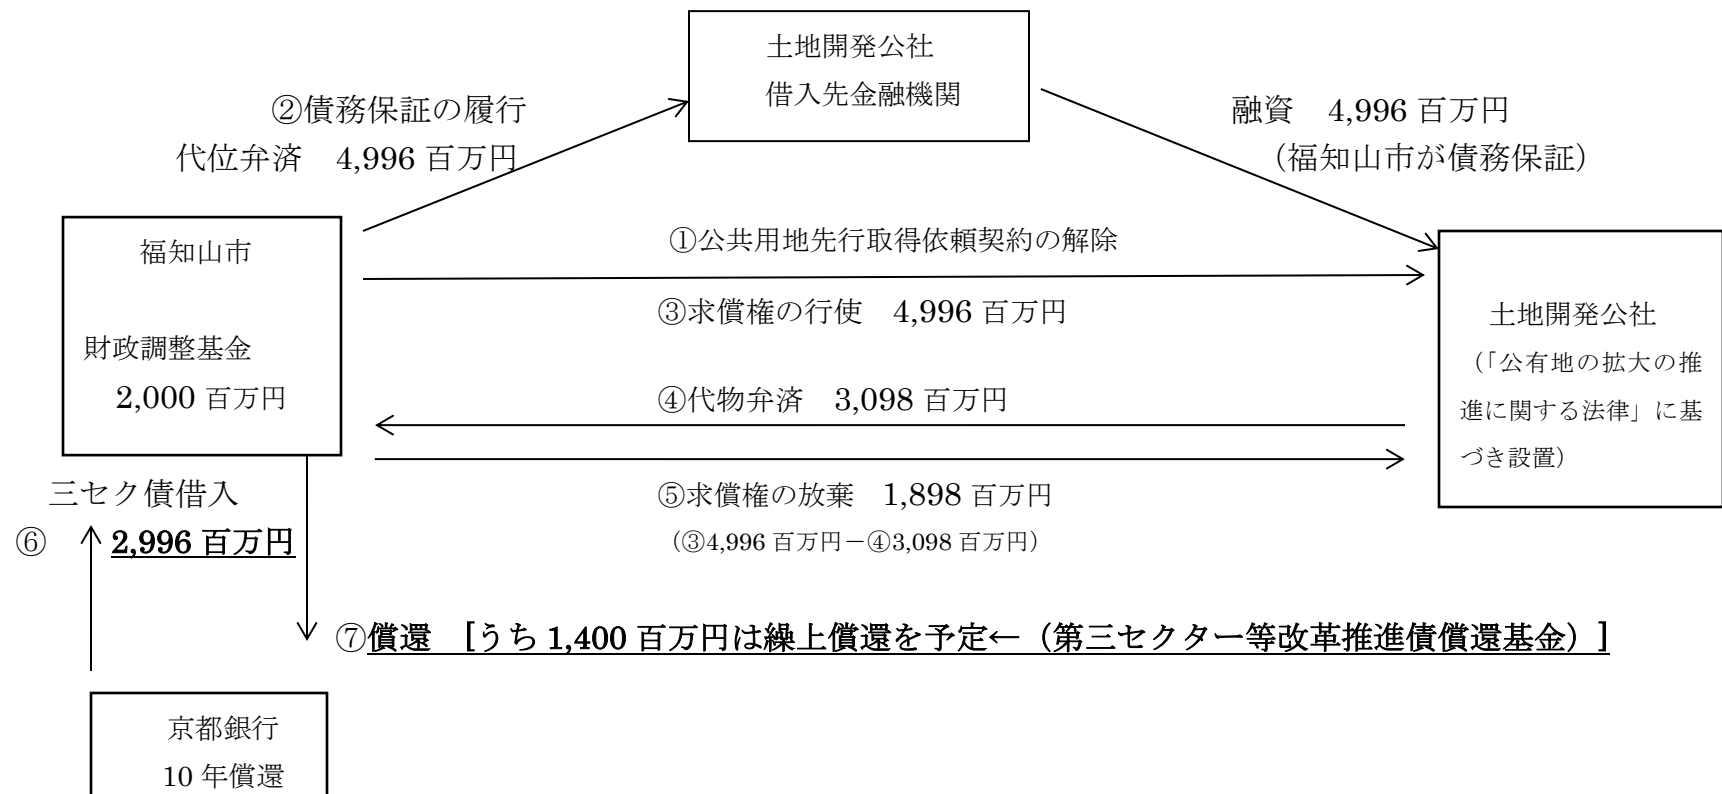 土地開発公社
借入先金融機関
②債務保証の履行
代位弁済 4,996 百万円
融資 4,996 百万円
（福知山市が債務保証）
福知山市
財政調整基金
2,000 百万円
①公共用地先行取得依頼契約の解除
③求償権の行使 4,996 百万円
④代物弁済 3,098 百万円
⑤求償権の放棄 1,898 百万円
（③4,996 百万円－④3,098 百万円）
土地開発公社
（「公有地の拡大の推
進に関する法律」に基
づき設置）
三セク債借入
⑥ 2,996 百万円
⑦償還 ［うち 1,400 百万円は繰上償還を予定←（第三セクター等改革推進債償還基金）］
京都銀行
10 年償還